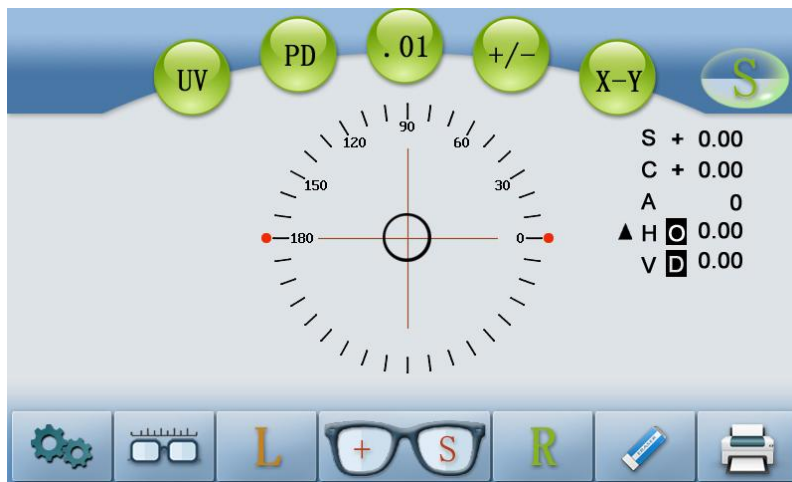 UV
PD
.01
+/-
X-Y
S
90
120
60
150
30
180
0
S + 0.00
C + 0.00
A 0
▲ H O 0.00
V D 0.00
L
+ S
R